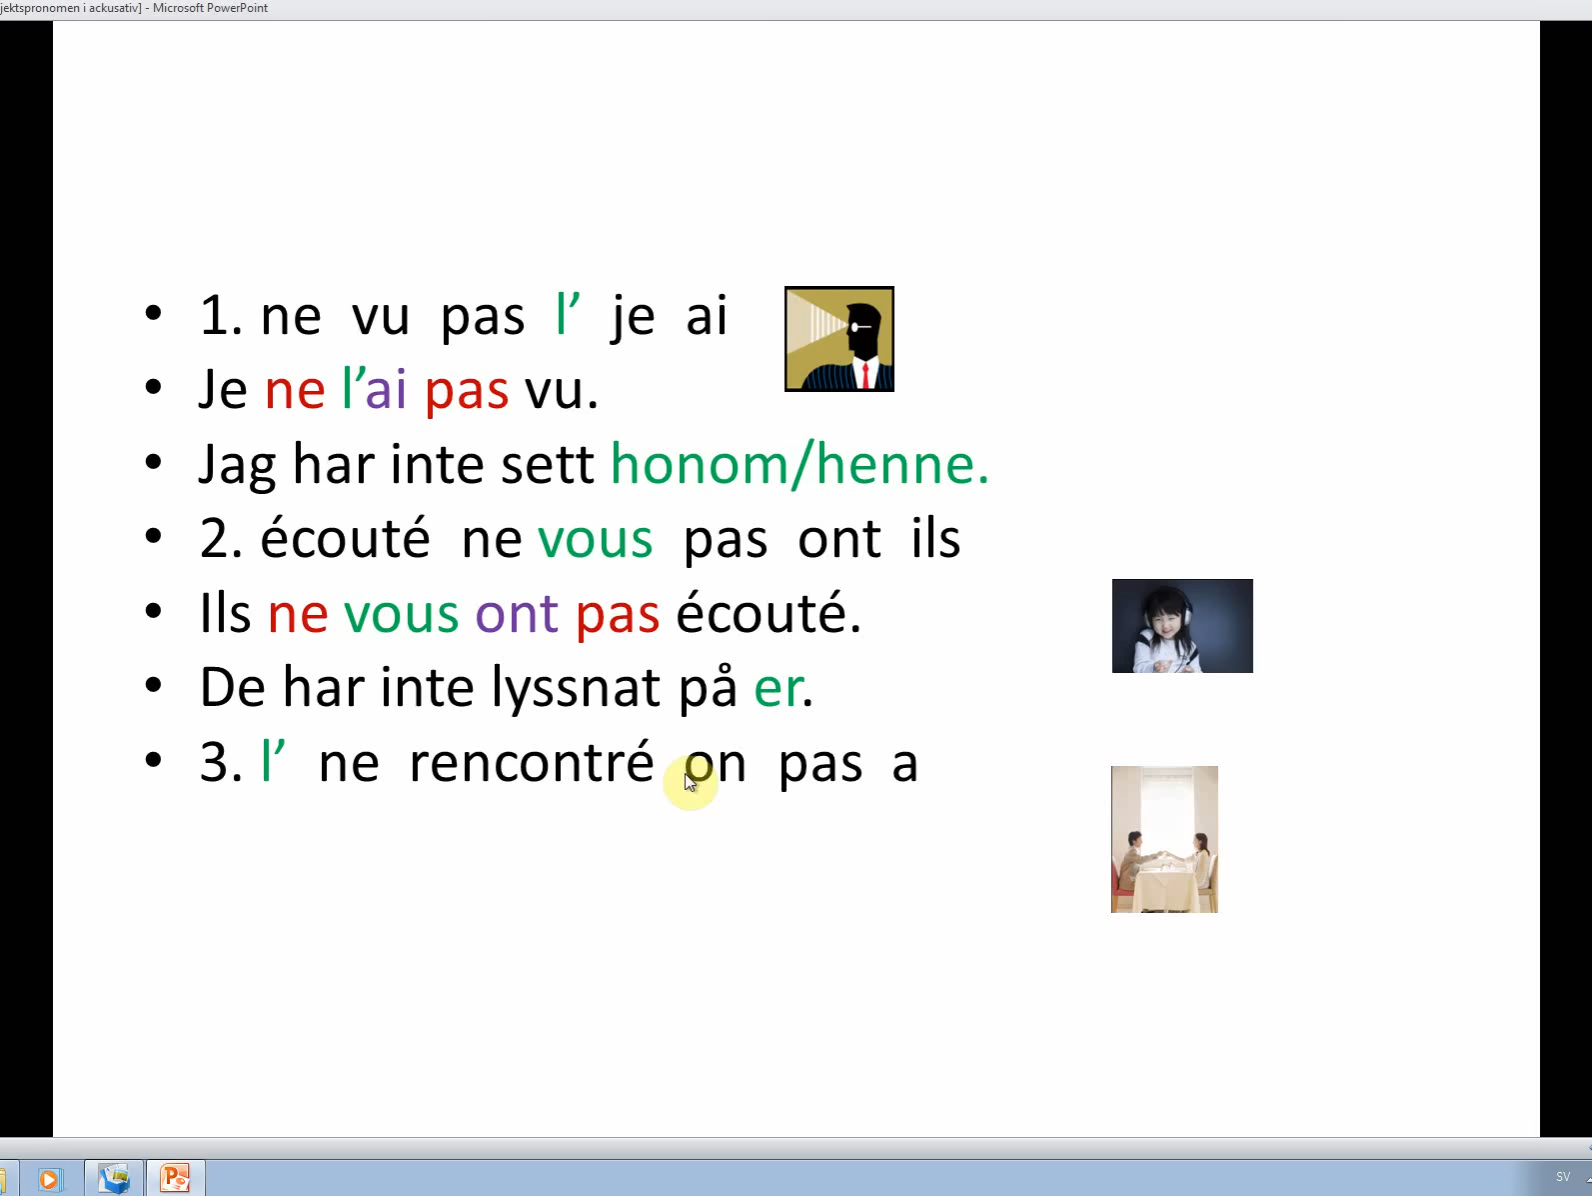 jektspronomen i ackusativ] - Microsoft PowerPoint
• 1. ne vu pas l’ je ai
• Je ne l’ai pas vu.
• Jag har inte sett honom/henne.
• 2. écouté ne vous pas ont ils
• Ils ne vous ont pas écouté.
• De har inte lyssnat på er.
• 3. l’ ne rencontré on pas a
SV